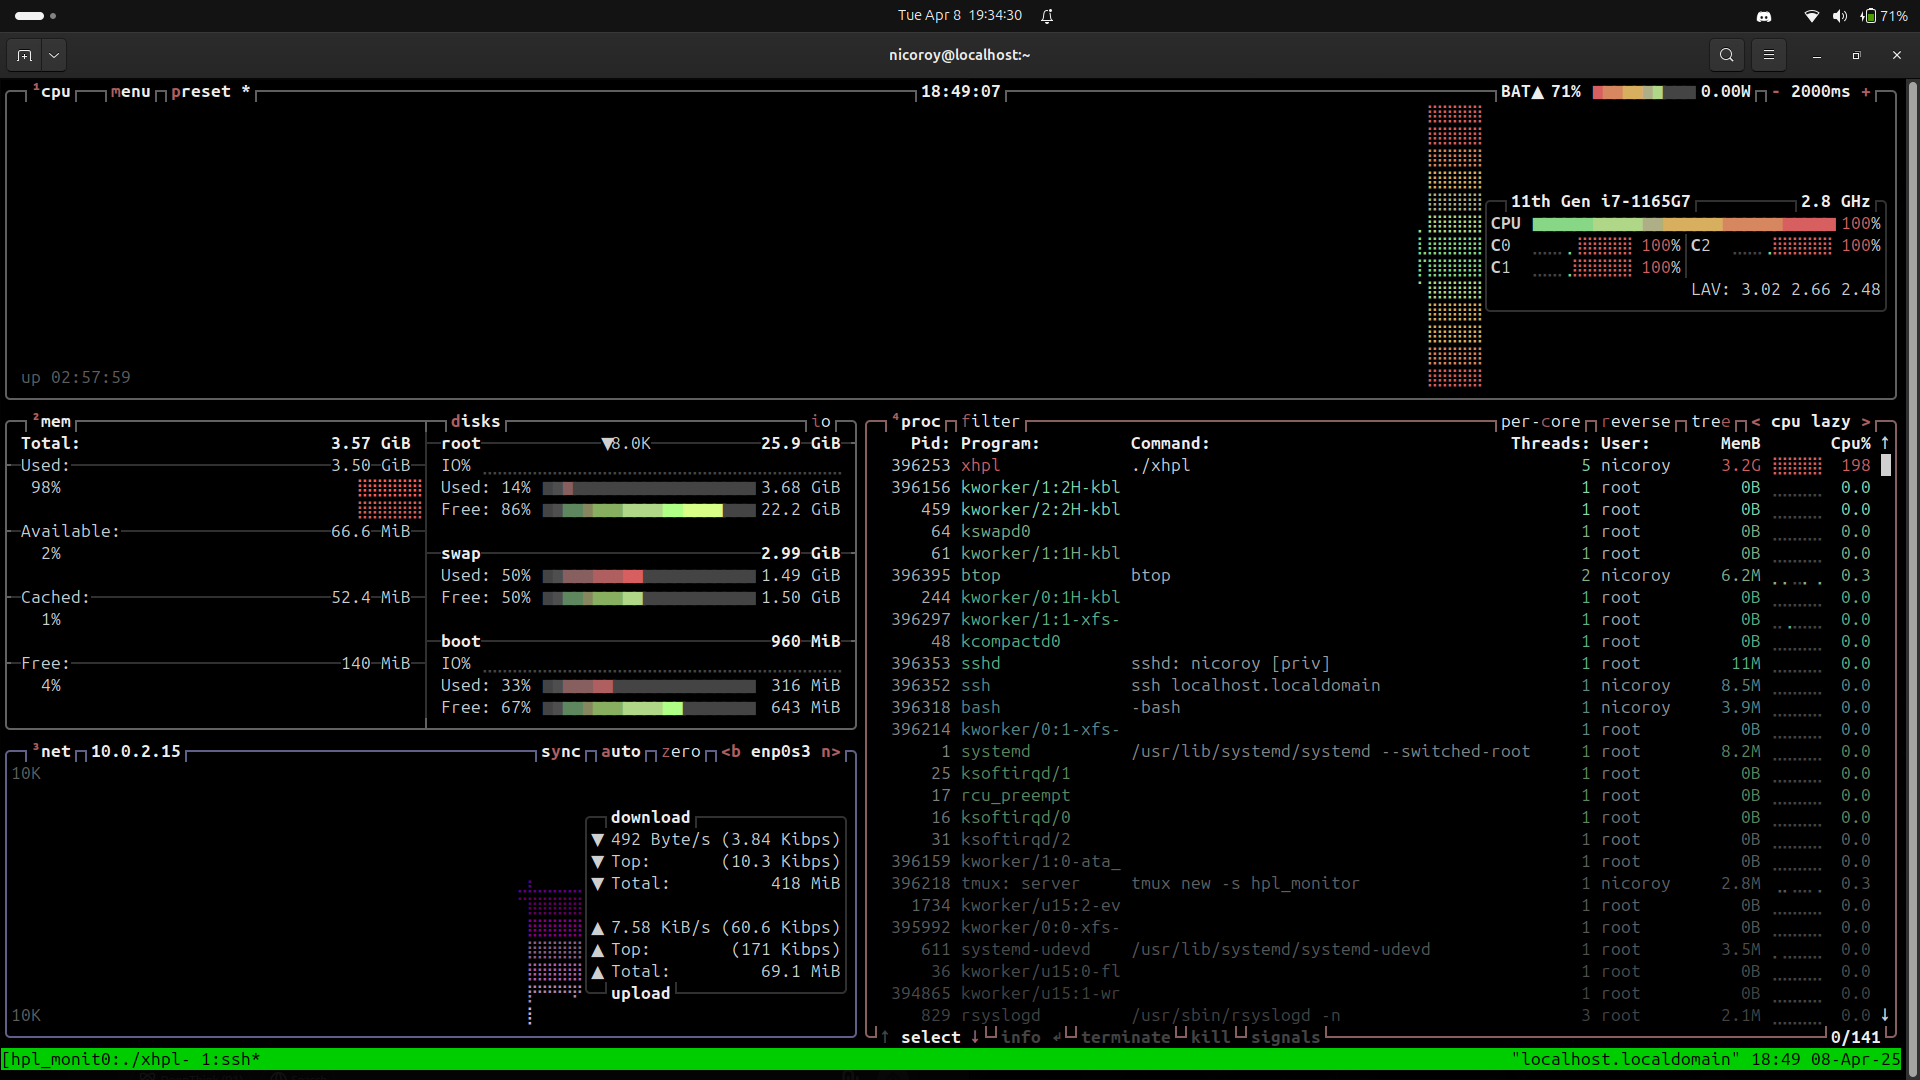 Tue Apr 8 19:34:30
71%
nicoroy@localhost:~
¹cpu menu preset * 18:49:07 BAT▲ 71% 0.00W - 2000ms +
11th Gen i7-1165G7 2.8 GHz
CPU 100%
C0 100% C2 100%
C1 100%
LAV: 3.02 2.66 2.48
up 02:57:59
²mem
Total: 3.57 GiB
Used: 3.50 GiB
98%
Available: 66.6 MiB
2%
Cached: 52.4 MiB
1%
Free: 140 MiB
4%
disks io
root ▼8.0K 25.9 GiB
IO%
Used: 14% 3.68 GiB
Free: 86% 22.2 GiB
swap 2.99 GiB
Used: 50% 1.49 GiB
Free: 50% 1.50 GiB
boot 960 MiB
IO%
Used: 33% 316 MiB
Free: 67% 643 MiB
³net 10.0.2.15 sync auto zero <b enp0s3 n>
10K
download
▼ 492 Byte/s (3.84 Kibps)
▼ Top: (10.3 Kibps)
▼ Total: 418 MiB
▲ 7.58 KiB/s (60.6 Kibps)
▲ Top: (171 Kibps)
▲ Total: 69.1 MiB
upload
10K
⁴proc filter per-core reverse tree < cpu lazy >
Pid: Program: Command: Threads: User: MemB Cpu% ↑
396253 xhpl ./xhpl 5 nicoroy 3.2G 198
396156 kworker/1:2H-kbl 1 root 0B 0.0
459 kworker/2:2H-kbl 1 root 0B 0.0
64 kswapd0 1 root 0B 0.0
61 kworker/1:1H-kbl 1 root 0B 0.0
396395 btop btop 2 nicoroy 6.2M 0.3
244 kworker/0:1H-kbl 1 root 0B 0.0
396297 kworker/1:1-xfs- 1 root 0B 0.0
48 kcompactd0 1 root 0B 0.0
396353 sshd sshd: nicoroy [priv] 1 root 11M 0.0
396352 ssh ssh localhost.localdomain 1 nicoroy 8.5M 0.0
396318 bash -bash 1 nicoroy 3.9M 0.0
396214 kworker/0:1-xfs- 1 root 0B 0.0
1 systemd /usr/lib/systemd/systemd --switched-root 1 root 8.2M 0.0
25 ksoftirqd/1 1 root 0B 0.0
17 rcu_preempt 1 root 0B 0.0
16 ksoftirqd/0 1 root 0B 0.0
31 ksoftirqd/2 1 root 0B 0.0
396159 kworker/1:0-ata_ 1 root 0B 0.0
396218 tmux: server tmux new -s hpl_monitor 1 nicoroy 2.8M 0.3
1734 kworker/u15:2-ev 1 root 0B 0.0
395992 kworker/0:0-xfs- 1 root 0B 0.0
611 systemd-udevd /usr/lib/systemd/systemd-udevd 1 root 3.5M 0.0
36 kworker/u15:0-fl 1 root 0B 0.0
394865 kworker/u15:1-wr 1 root 0B 0.0
829 rsyslogd /usr/sbin/rsyslogd -n 3 root 2.1M 0.0 ↓
↑ select ↓ info ↲ terminate kill signals 0/141
[hpl_monit0:./xhpl- 1:ssh* "localhost.localdomain" 18:49 08-Apr-25